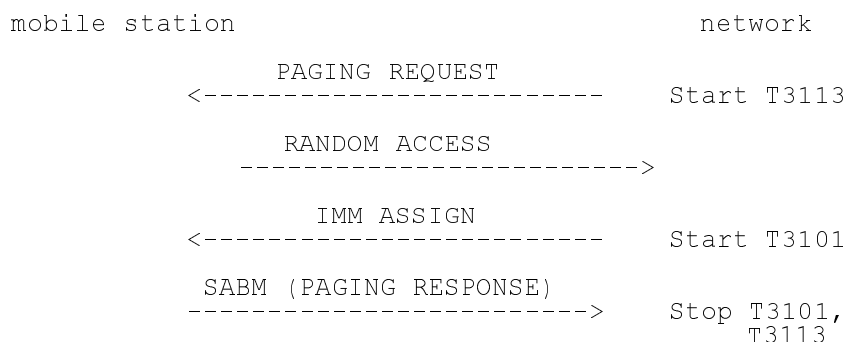 mobile station network
PAGING REQUEST
<------------------------- Start T3113
RANDOM ACCESS
------------------------->
IMM ASSIGN
<------------------------- Start T3101
SABM (PAGING RESPONSE)
-------------------------> Stop T3101,
T3113